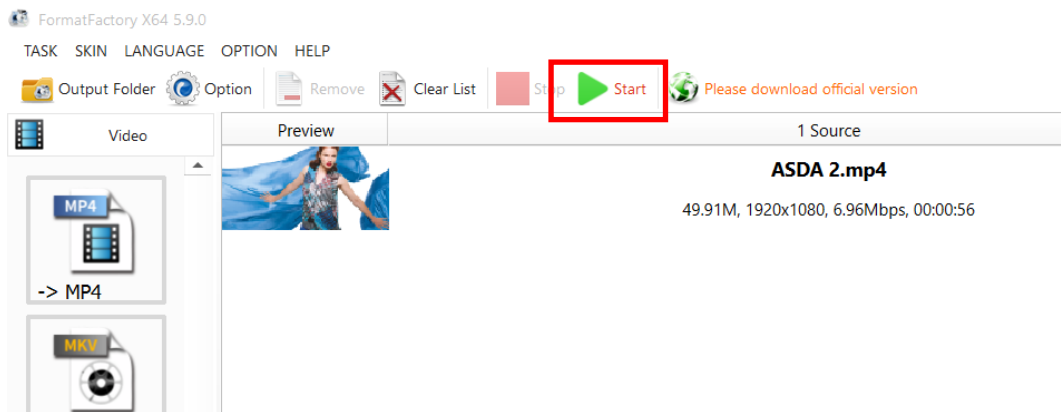 FormatFactory X64 5.9.0
TASK SKIN LANGUAGE OPTION HELP
Output Folder Option Remove Clear List Stop Start Please download official version
Video Preview 1 Source
ASDA 2.mp4
49.91M, 1920x1080, 6.96Mbps, 00:00:56
MP4
-> MP4
MKV